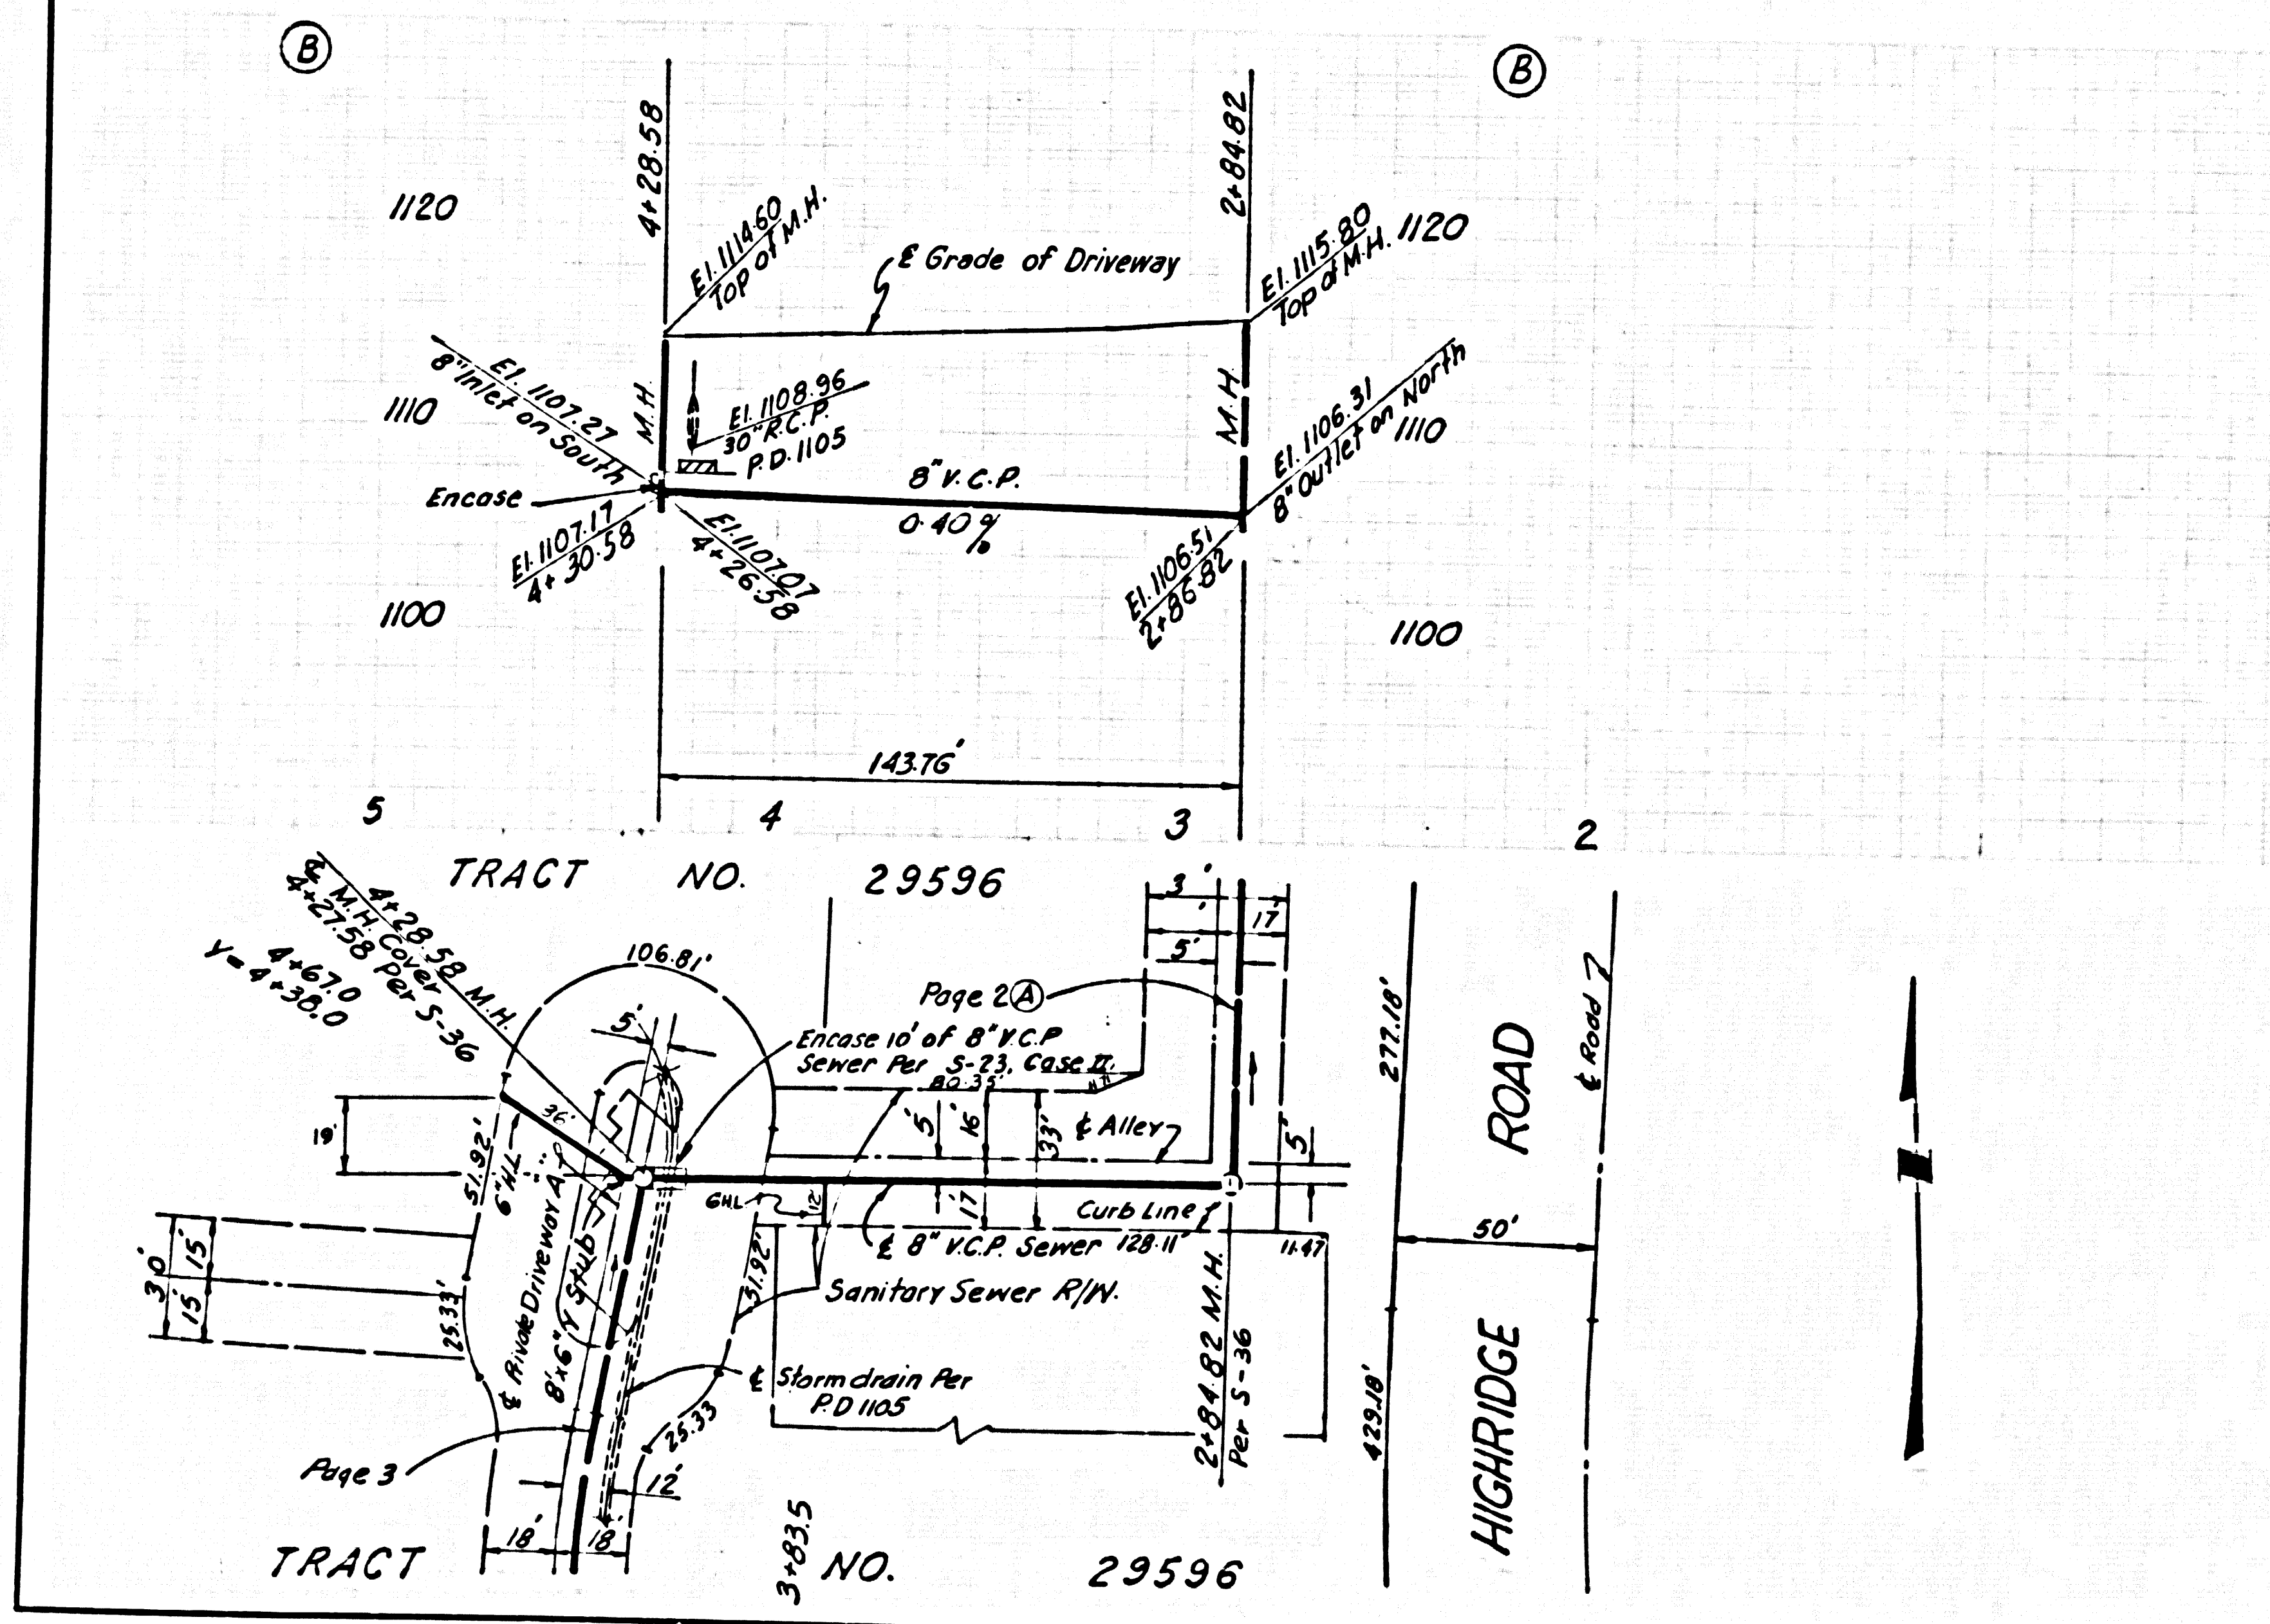 B
B
4+28.58
2+84.82
1120
El. 1114.60
Top of M.H.
℄ Grade of Driveway
El. 1115.80
Top of M.H.
1120
El. 1107.27
8" Inlet on South
1110
M.H.
El. 1108.96
30" R.C.P.
P.D. 1105
M.H.
El. 1106.31
8" Outlet on North
1110
Encase
8" V.C.P.
0.40%
El. 1107.17
4+30.58
El. 1107.07
4+26.58
El. 1106.51
2+86.82
1100
1100
143.76'
5
4
3
2
TRACT NO. 29596
4+28.58 M.H.
℄ M.H. Cover
4+27.58 Per S-36
4+67.0
Y = 4+38.0
106.81'
3'
17'
5'
5'
Page 2 A
Encase 10' of 8" V.C.P
Sewer Per S-23, Case II.
80.35'
277.18'
ROAD
℄ Road
19'
36'
51.92'
6" H.L.
5'
16'
33'
℄ Alley
5'
6HL
12'
17'
Curb Line
℄ 8" V.C.P. Sewer 128.11'
11.47
50'
30'
15'
15'
25.33'
℄ Private Driveway A
8'x6" Y Stub
51.92'
Sanitary Sewer R/W.
℄ Storm drain Per
P.D 1105
25.33
2+84.82 M.H.
Per S-36
429.18'
HIGHRIDGE
Page 3
12'
18'
18'
3+83.5
TRACT NO. 29596